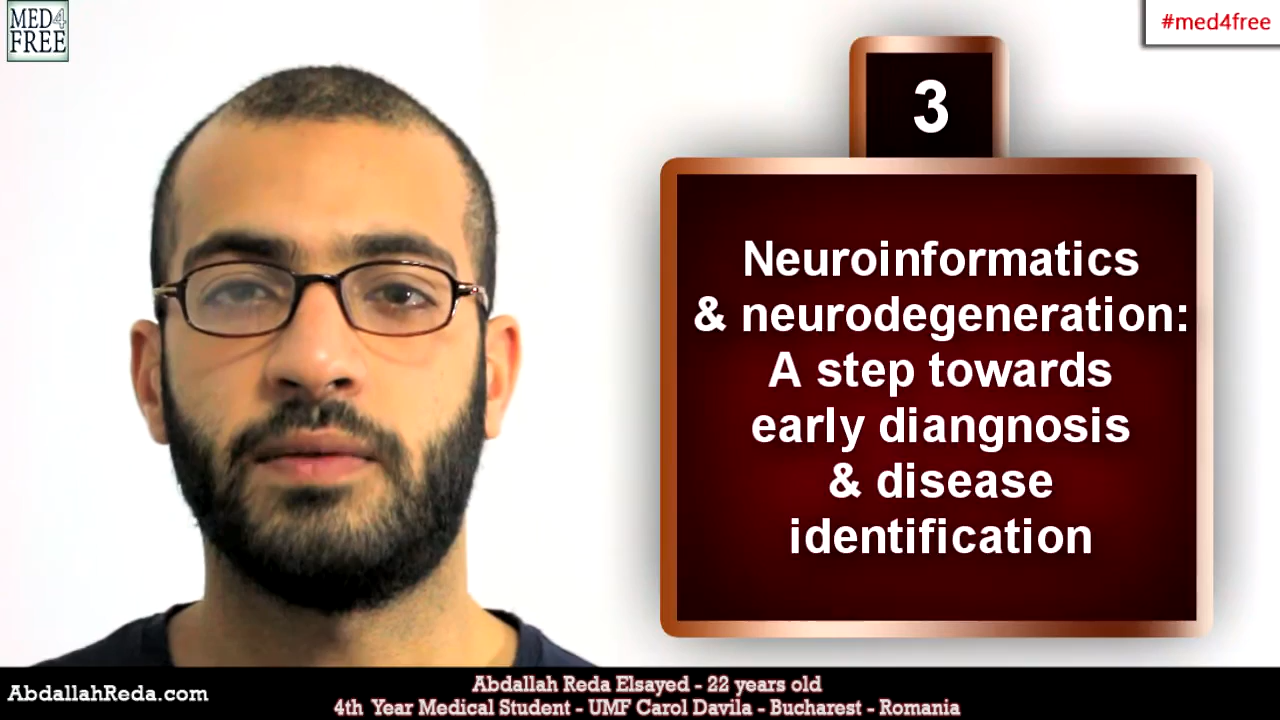 MED4
FREE
#med4free
3
Neuroinformatics
& neurodegeneration:
A step towards
early diangnosis
& disease
identification
AbdallahReda.com
Abdallah Reda Elsayed - 22 years old
4th Year Medical Student - UMF Carol Davila - Bucharest - Romania